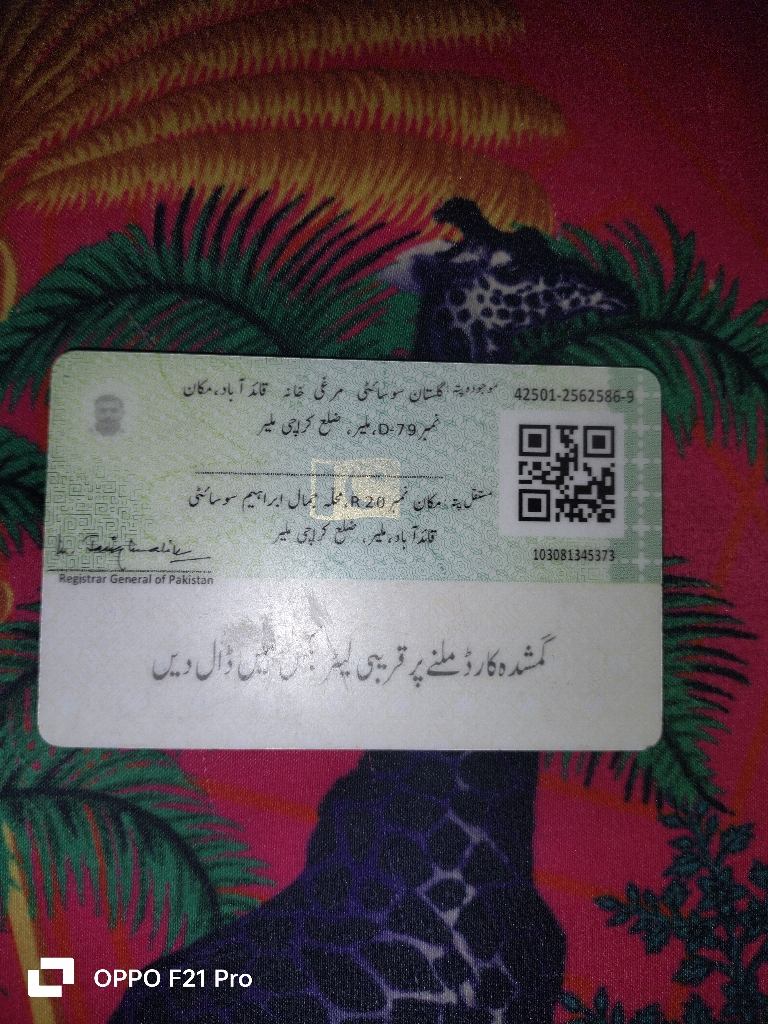 42501-2562586-9
موجودہ پتہ: گلستان سوسائٹی مرغی خانہ قائد آباد، مکان
نمبر D-79، ملیر، ضلع کراچی ملیر
مستقل پتہ: مکان نمبر R 20، محلہ جمال ابراہیم سوسائٹی
قائد آباد، ملیر، ضلع کراچی ملیر
103081345373
Registrar General of Pakistan
گمشدہ کارڈ ملنے پر قریبی لیٹر بکس میں ڈال دیں
OPPO F21 Pro